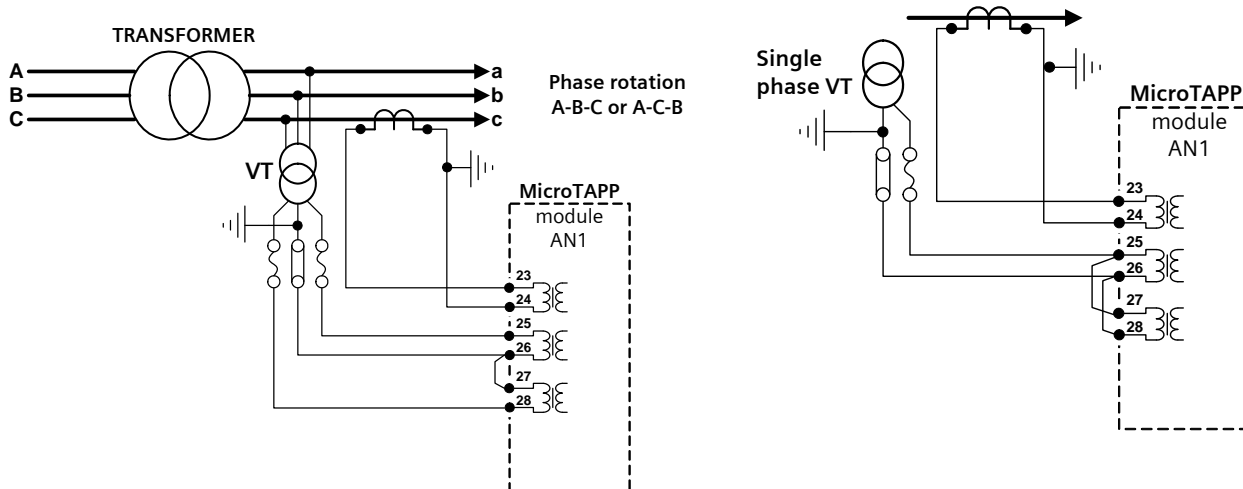 TRANSFORMER
A
B
C
a
b
c
Phase rotation
A-B-C or A-C-B
VT
MicroTAPP
module
AN1
23
24
25
26
27
28
Single
phase VT
MicroTAPP
module
AN1
23
24
25
26
27
28